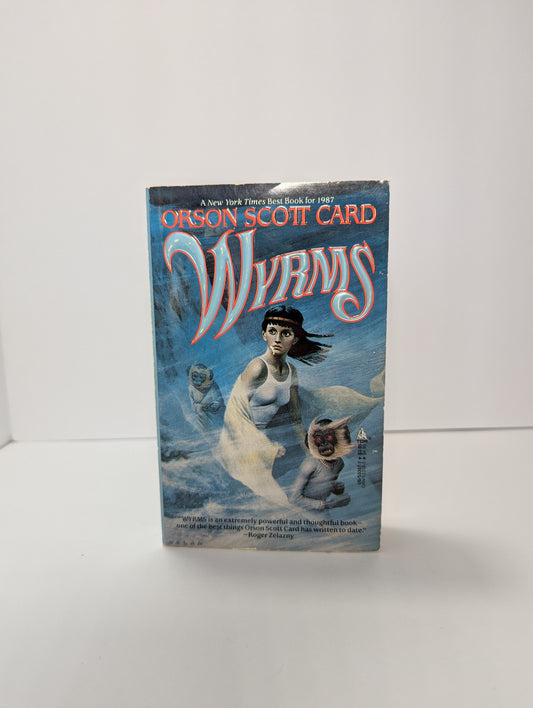 A New York Times Best Book for 1987
ORSON SCOTT CARD
WYRMS
"WYRMS is an extremely powerful and thoughtful book—
one of the best things Orson Scott Card has written to date."
—Roger Zelazny